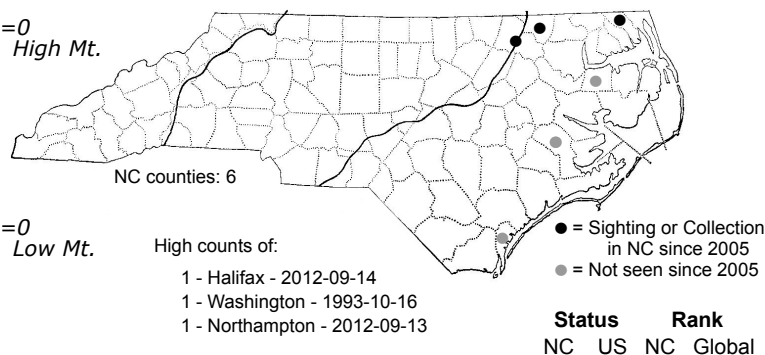 =0
High Mt.
NC counties: 6
=0
Low Mt.
High counts of:
1 - Halifax - 2012-09-14
1 - Washington - 1993-10-16
1 - Northampton - 2012-09-13
= Sighting or Collection
in NC since 2005
= Not seen since 2005
Status Rank
NC US NC Global